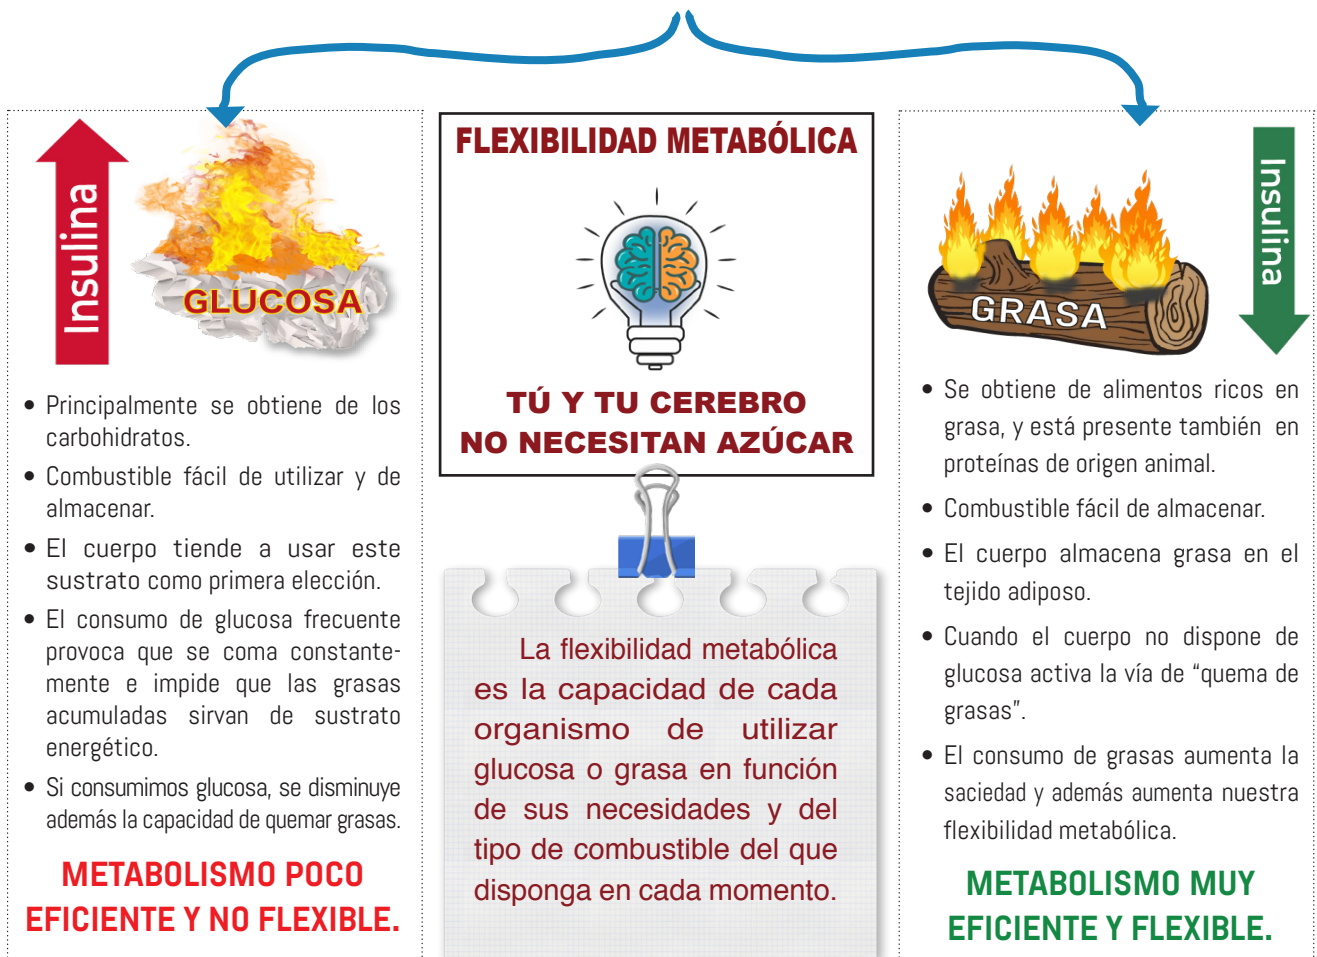 Insulina
GLUCOSA
• Principalmente se obtiene de los
carbohidratos.
• Combustible fácil de utilizar y de
almacenar.
• El cuerpo tiende a usar este
sustrato como primera elección.
• El consumo de glucosa frecuente
provoca que se coma constante-
mente e impide que las grasas
acumuladas sirvan de sustrato
energético.
• Si consumimos glucosa, se disminuye
además la capacidad de quemar grasas.
METABOLISMO POCO
EFICIENTE Y NO FLEXIBLE.
FLEXIBILIDAD METABÓLICA
TÚ Y TU CEREBRO
NO NECESITAN AZÚCAR
La flexibilidad metabólica
es la capacidad de cada
organismo de utilizar
glucosa o grasa en función
de sus necesidades y del
tipo de combustible del que
disponga en cada momento.
GRASA
Insulina
• Se obtiene de alimentos ricos en
grasa, y está presente también en
proteínas de origen animal.
• Combustible fácil de almacenar.
• El cuerpo almacena grasa en el
tejido adiposo.
• Cuando el cuerpo no dispone de
glucosa activa la vía de “quema de
grasas”.
• El consumo de grasas aumenta la
saciedad y además aumenta nuestra
flexibilidad metabólica.
METABOLISMO MUY
EFICIENTE Y FLEXIBLE.